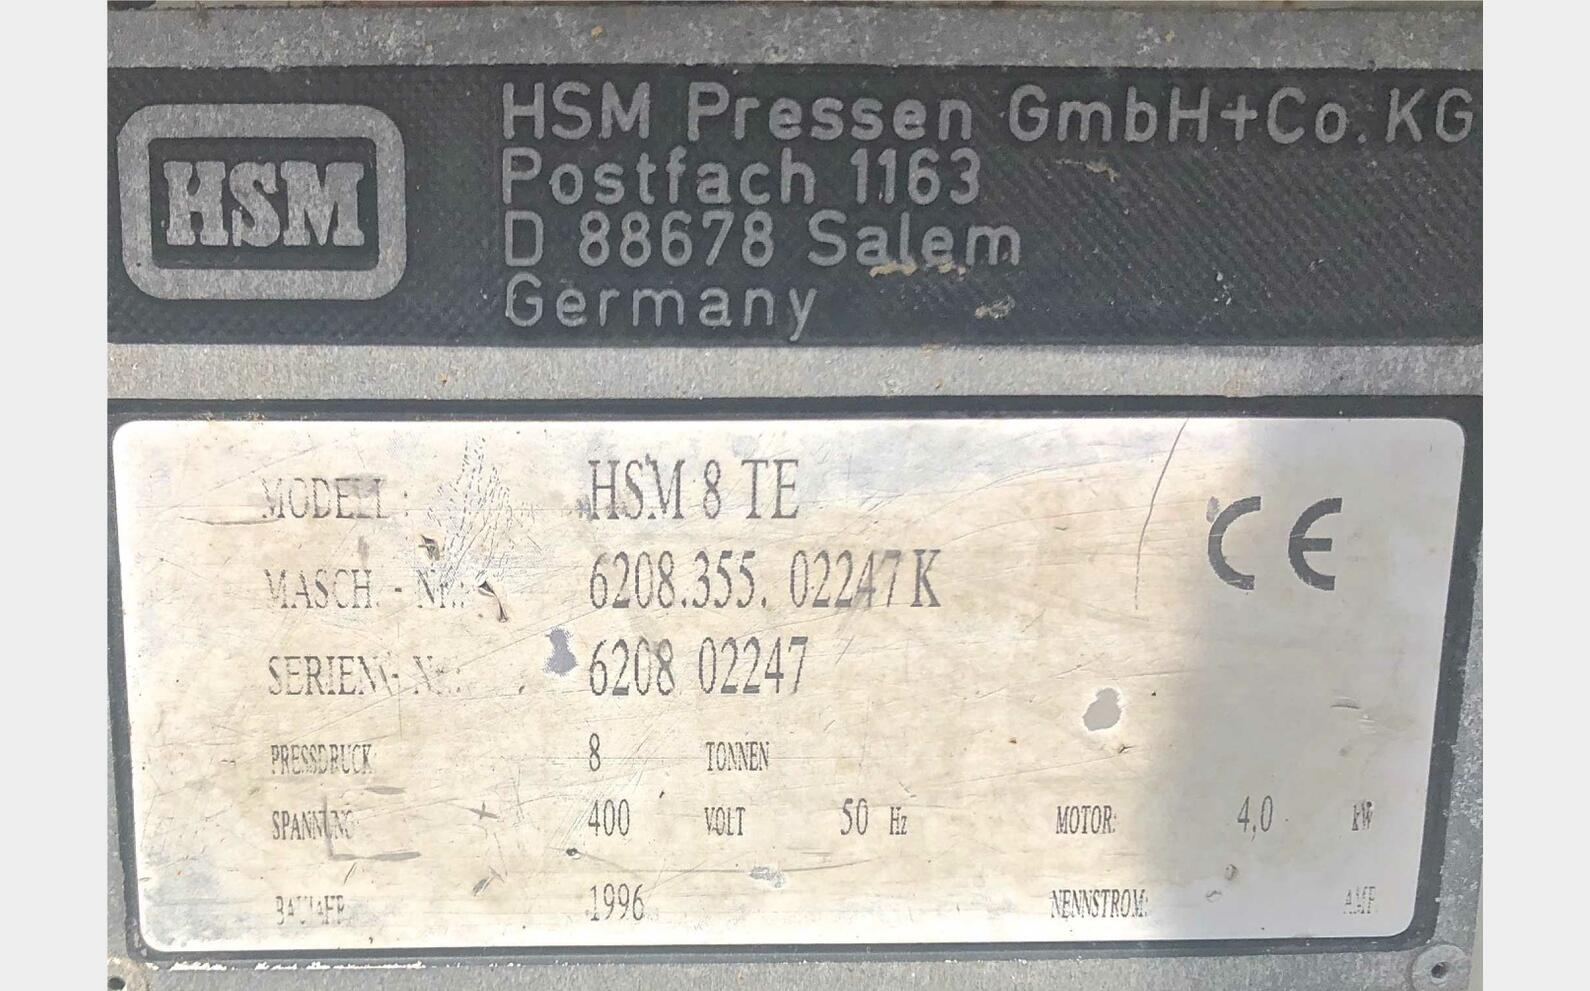 HSM
HSM Pressen GmbH+Co. KG
Postfach 1163
D 88678 Salem
Germany
MODELL : HSM 8 TE
CE
MASCH. - Nr.: 6208.355. 02247 K
SERIENG-Nr.: 6208 02247
PRESSDRUCK 8 TONNEN
SPANNUNG 400 VOLT 50 Hz MOTOR: 4,0 kW
BAUJAHR 1996 NENNSTROM: AMP.